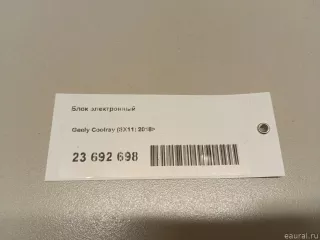 Блок электронный
Geely Coolray (SX11) 2018>
23 692 698
eaural.ru